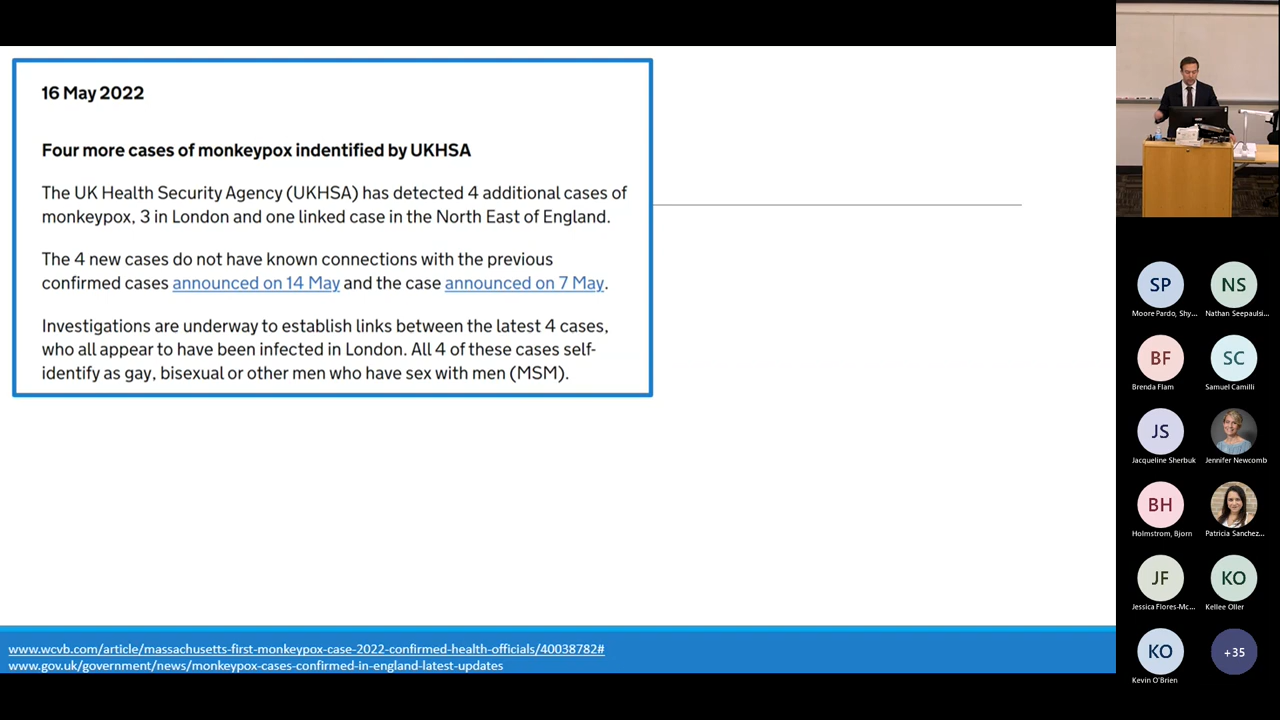 16 May 2022
Four more cases of monkeypox indentified by UKHSA
The UK Health Security Agency (UKHSA) has detected 4 additional cases of
monkeypox, 3 in London and one linked case in the North East of England.
The 4 new cases do not have known connections with the previous
confirmed cases announced on 14 May and the case announced on 7 May.
Investigations are underway to establish links between the latest 4 cases,
who all appear to have been infected in London. All 4 of these cases self-
identify as gay, bisexual or other men who have sex with men (MSM).
www.wcvb.com/article/massachusetts-first-monkeypox-case-2022-confirmed-health-officials/40038782#
www.gov.uk/government/news/monkeypox-cases-confirmed-in-england-latest-updates
SP NS
Moore Pardo, Shy... Nathan Seepaulsi...
BF SC
Brenda Flam Samuel Camilli
JS
Jacqueline Sherbuk Jennifer Newcomb
BH
Holmstrom, Bjorn Patricia Sanchez...
JF KO
Jessica Flores-Mc... Kellee Oller
KO +35
Kevin O'Brien